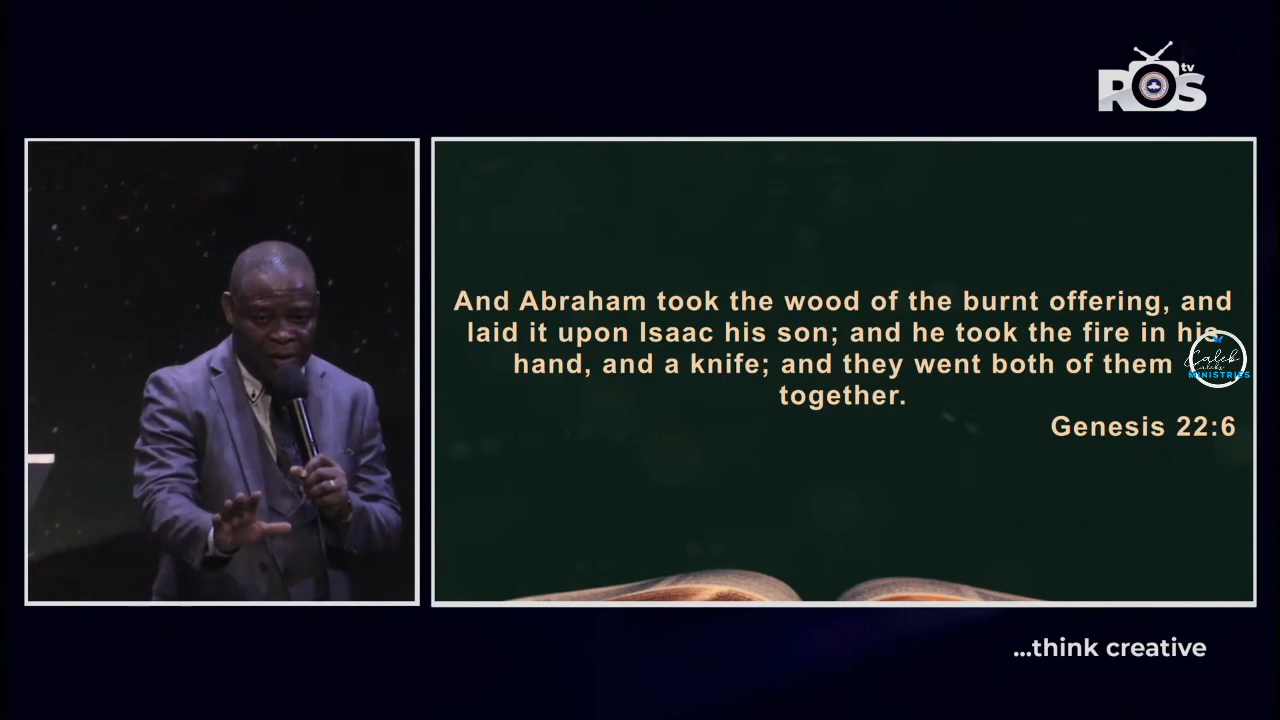 ROS tv
And Abraham took the wood of the burnt offering, and
laid it upon Isaac his son; and he took the fire in his
hand, and a knife; and they went both of them
together.
Genesis 22:6
Caleb
MINISTRIES
...think creative